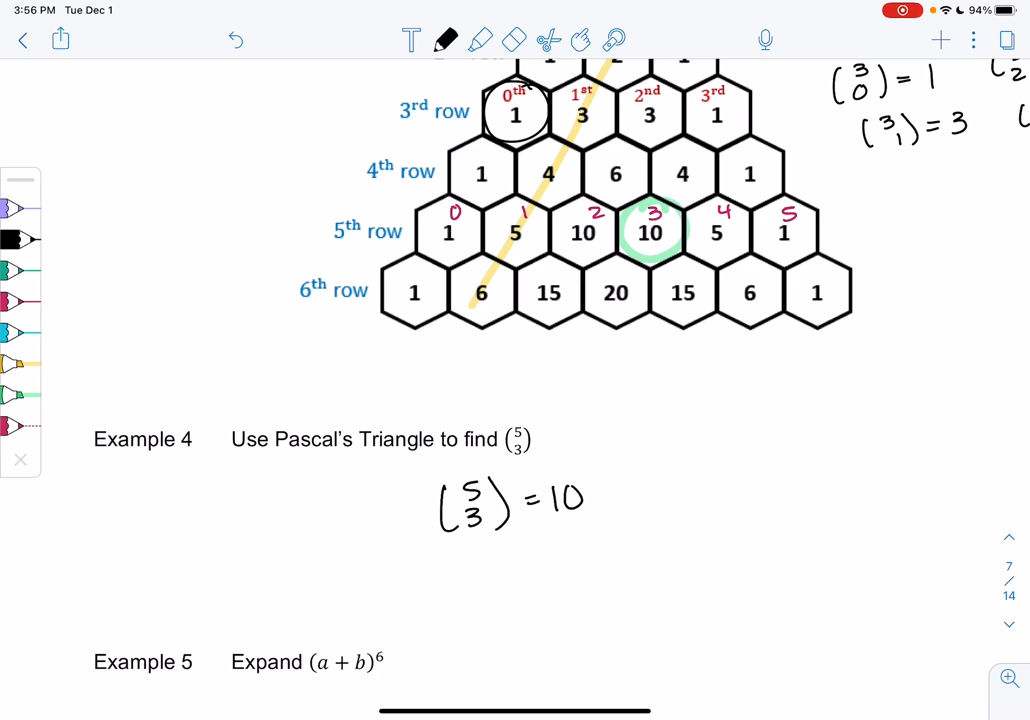 3:56 PM Tue Dec 1 94%
T
3rd row 0th 1st 2nd 3rd
1 3 3 1
(3 0) = 1
(3 1) = 3
4th row 1 4 6 4 1
0 1 2 3 4 5
5th row 1 5 10 10 5 1
6th row 1 6 15 20 15 6 1
Example 4 Use Pascal's Triangle to find (5 3)
(5 3) = 10
7
/
14
Example 5 Expand (a + b)⁶